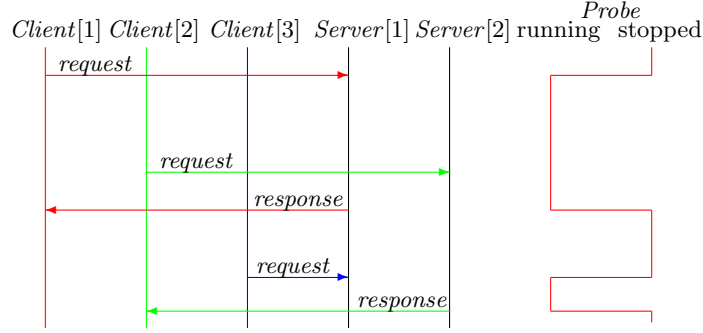 Probe
Client[1] Client[2] Client[3] Server[1] Server[2] running stopped
request
request
response
request
response